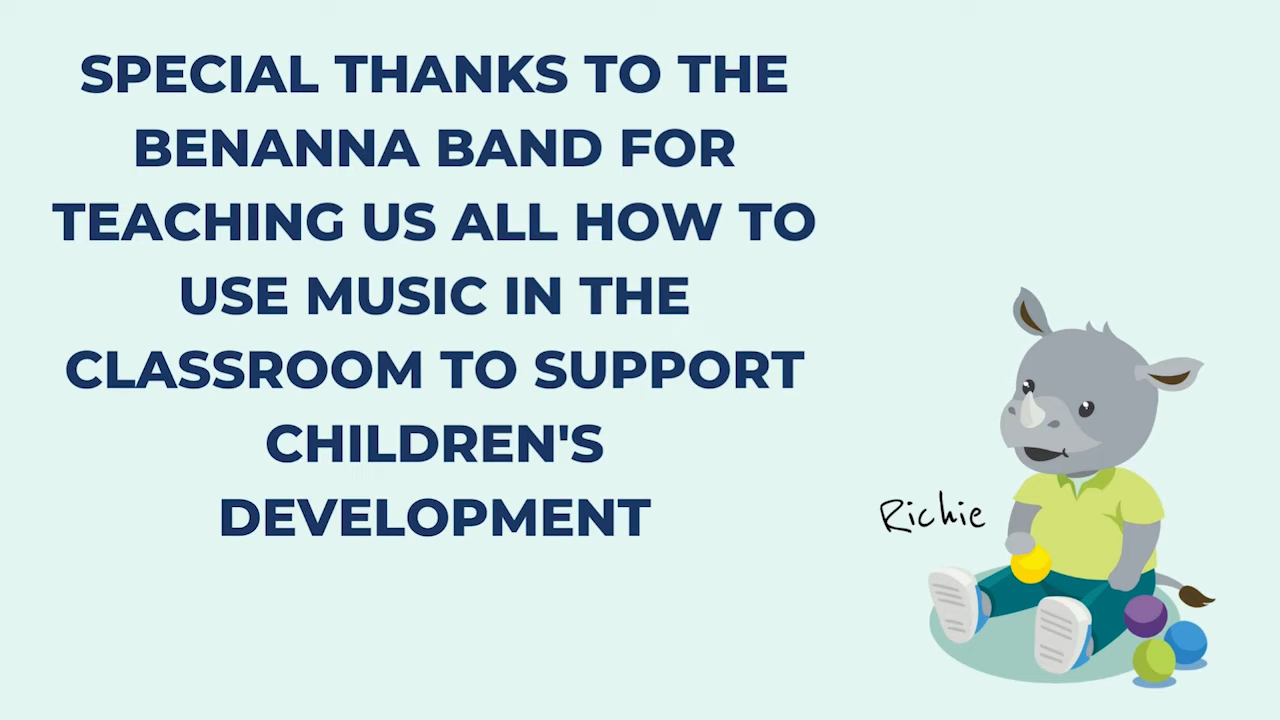 SPECIAL THANKS TO THE
BENANNA BAND FOR
TEACHING US ALL HOW TO
USE MUSIC IN THE
CLASSROOM TO SUPPORT
CHILDREN'S
DEVELOPMENT
Richie